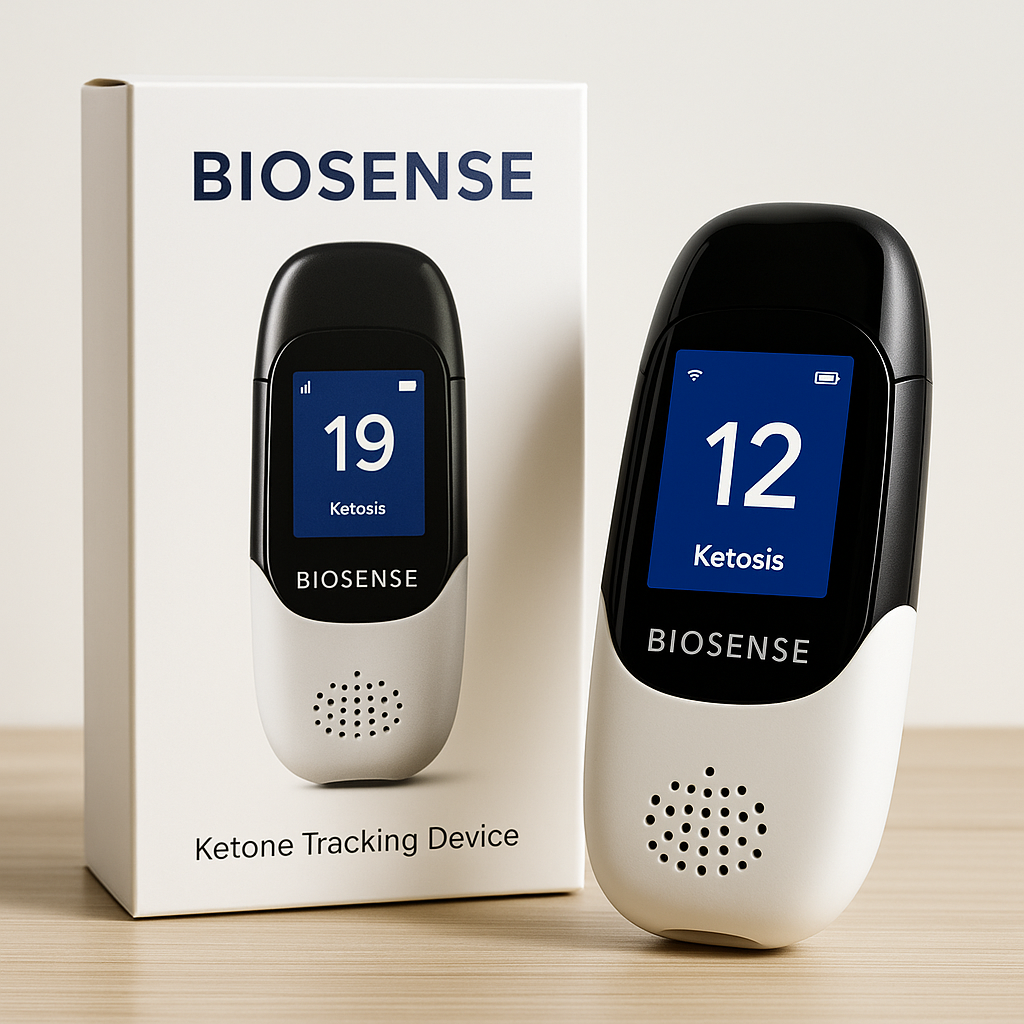 BIOSENSE
19
Ketosis
BIOSENSE
Ketone Tracking Device
12
Ketosis
BIOSENSE